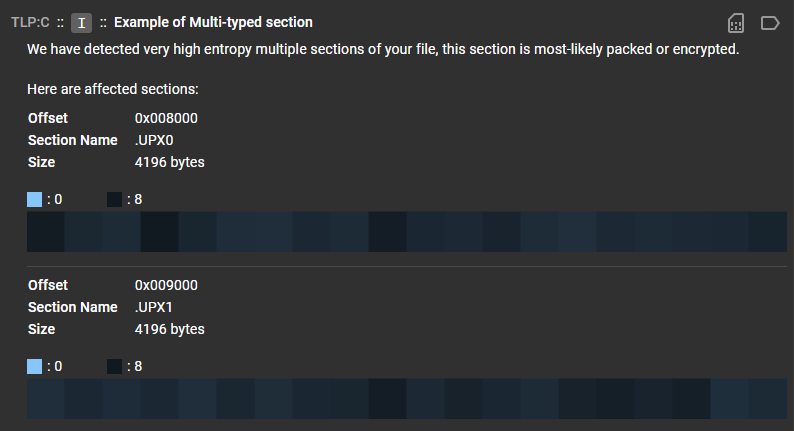 TLP:C :: I :: Example of Multi-typed section
We have detected very high entropy multiple sections of your file, this section is most-likely packed or encrypted.
Here are affected sections:
Offset 0x008000
Section Name .UPX0
Size 4196 bytes
: 0 : 8
Offset 0x009000
Section Name .UPX1
Size 4196 bytes
: 0 : 8